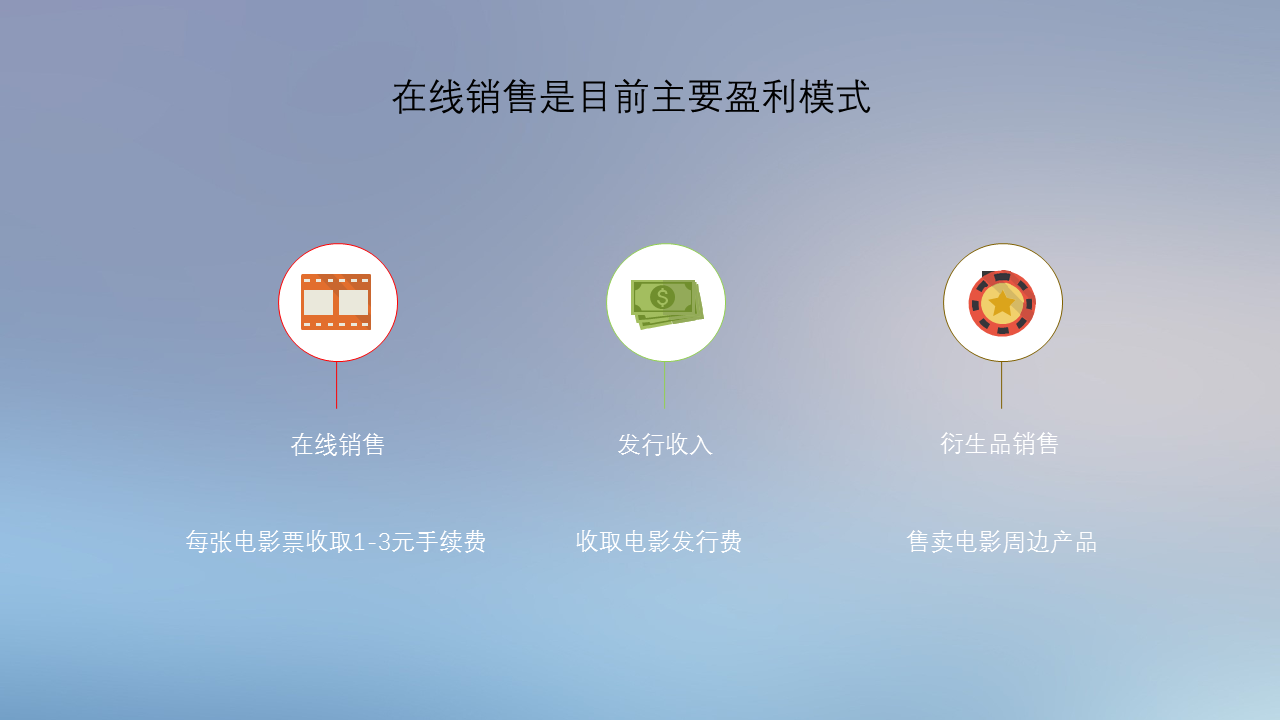 在线销售是目前主要盈利模式
在线销售
发行收入
衍生品销售
每张电影票收取1-3元手续费
收取电影发行费
售卖电影周边产品